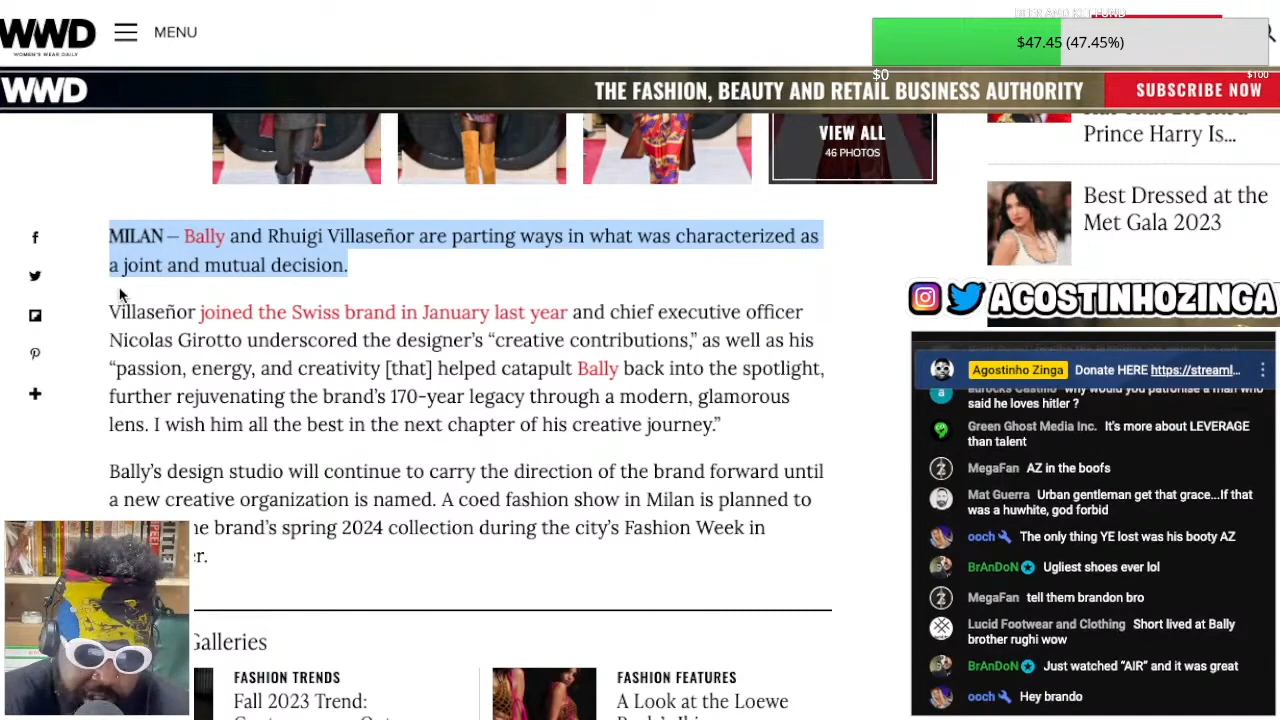 WWD
WOMEN'S WEAR DAILY
MENU
$47.45 (47.45%)
$0
$100
WWD
THE FASHION, BEAUTY AND RETAIL BUSINESS AUTHORITY
SUBSCRIBE NOW
VIEW ALL
46 PHOTOS
Prince Harry Is...
Best Dressed at the
Met Gala 2023
MILAN — Bally and Rhuigi Villaseñor are parting ways in what was characterized as
a joint and mutual decision.
Villaseñor joined the Swiss brand in January last year and chief executive officer
Nicolas Girotto underscored the designer's “creative contributions,” as well as his
“passion, energy, and creativity [that] helped catapult Bally back into the spotlight,
further rejuvenating the brand's 170-year legacy through a modern, glamorous
lens. I wish him all the best in the next chapter of his creative journey.”
Bally's design studio will continue to carry the direction of the brand forward until
a new creative organization is named. A coed fashion show in Milan is planned to
he brand's spring 2024 collection during the city's Fashion Week in
r.
Galleries
FASHION TRENDS
Fall 2023 Trend:
FASHION FEATURES
A Look at the Loewe
AGOSTINHOZINGA
Agostinho Zinga Donate HERE https://streaml...
why would you patronise a man who
said he loves hitler ?
Green Ghost Media Inc. It's more about LEVERAGE
than talent
MegaFan AZ in the boofs
Mat Guerra Urban gentleman get that grace...If that
was a huwhite, god forbid
ooch The only thing YE lost was his booty AZ
BrAnDoN Ugliest shoes ever lol
MegaFan tell them brandon bro
Lucid Footwear and Clothing Short lived at Bally
brother rughi wow
BrAnDoN Just watched “AIR” and it was great
ooch Hey brando